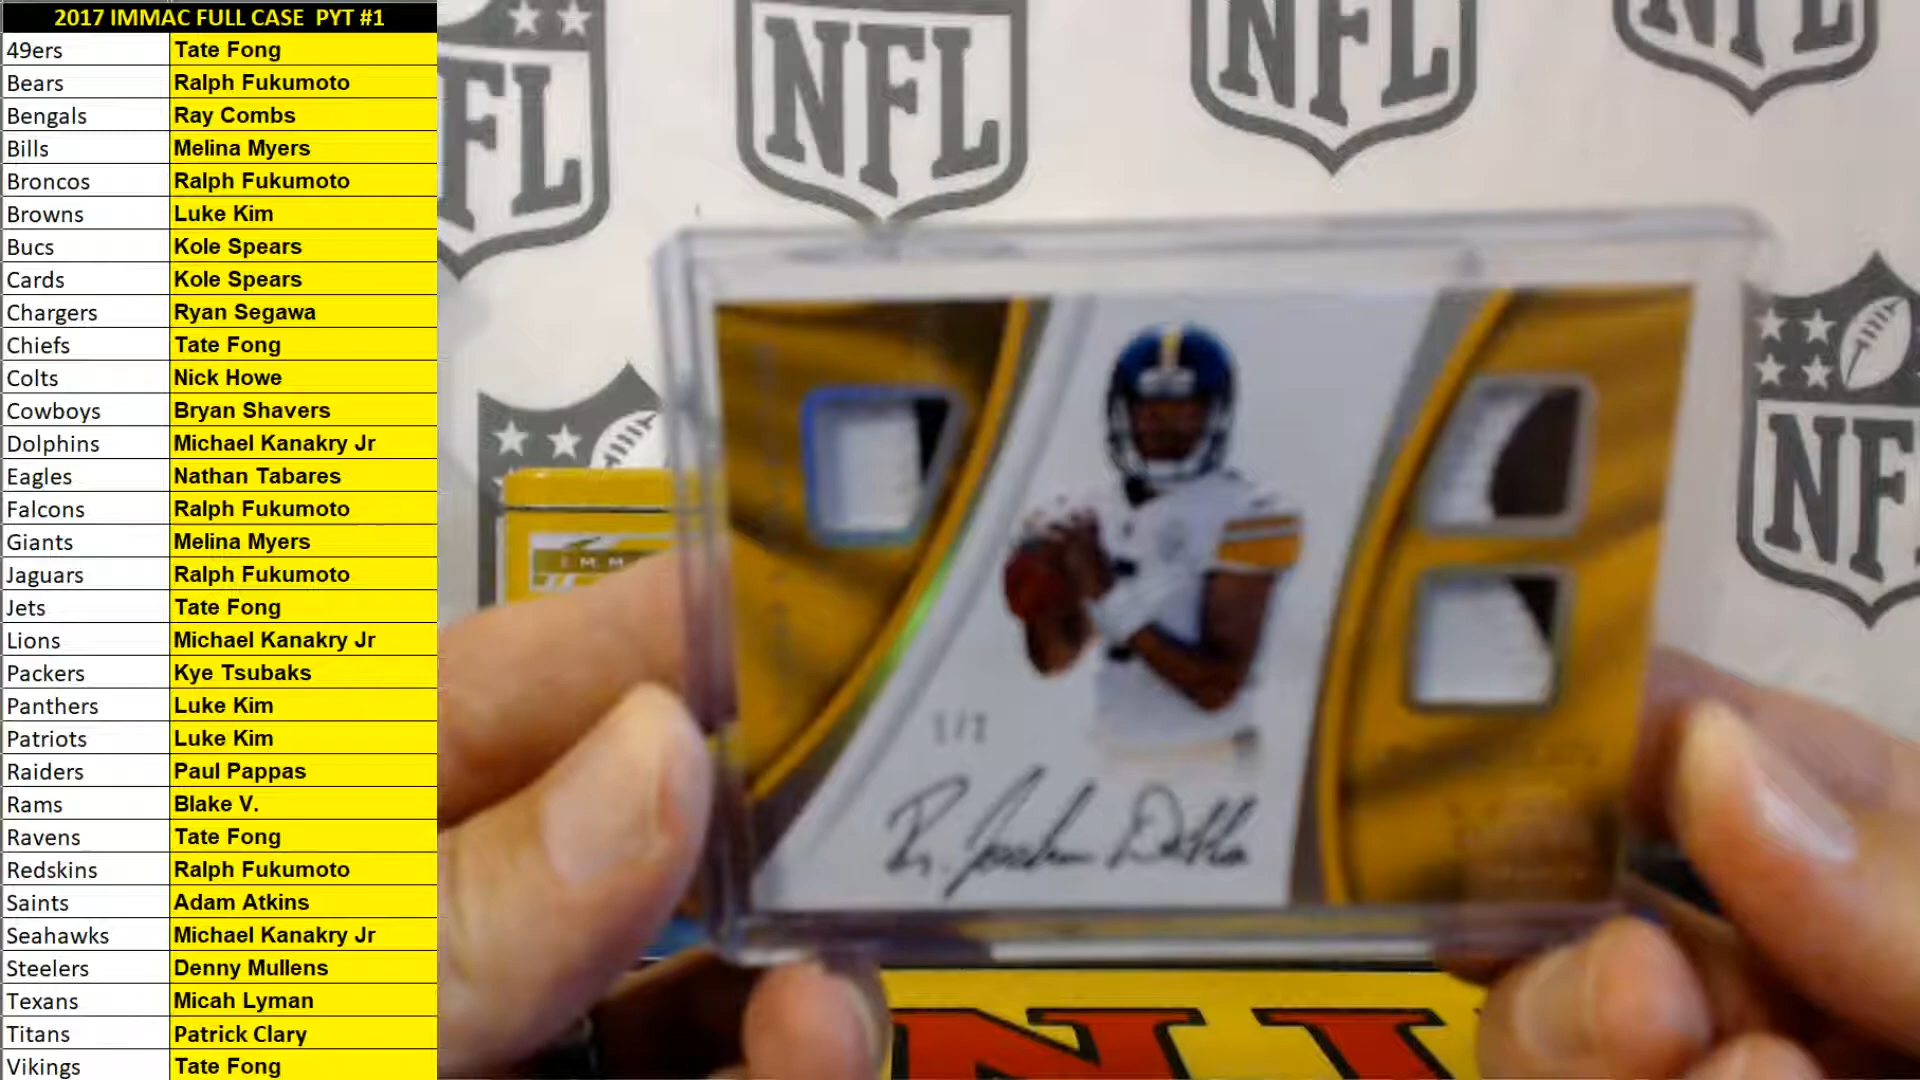 2017 IMMAC FULL CASE PYT #1
49ers Tate Fong
Bears Ralph Fukumoto
Bengals Ray Combs
Bills Melina Myers
Broncos Ralph Fukumoto
Browns Luke Kim
Bucs Kole Spears
Cards Kole Spears
Chargers Ryan Segawa
Chiefs Tate Fong
Colts Nick Howe
Cowboys Bryan Shavers
Dolphins Michael Kanakry Jr
Eagles Nathan Tabares
Falcons Ralph Fukumoto
Giants Melina Myers
Jaguars Ralph Fukumoto
Jets Tate Fong
Lions Michael Kanakry Jr
Packers Kye Tsubaks
Panthers Luke Kim
Patriots Luke Kim
Raiders Paul Pappas
Rams Blake V.
Ravens Tate Fong
Redskins Ralph Fukumoto
Saints Adam Atkins
Seahawks Michael Kanakry Jr
Steelers Denny Mullens
Texans Micah Lyman
Titans Patrick Clary
Vikings Tate Fong
NFL
NFL
NFL
NFL
NF